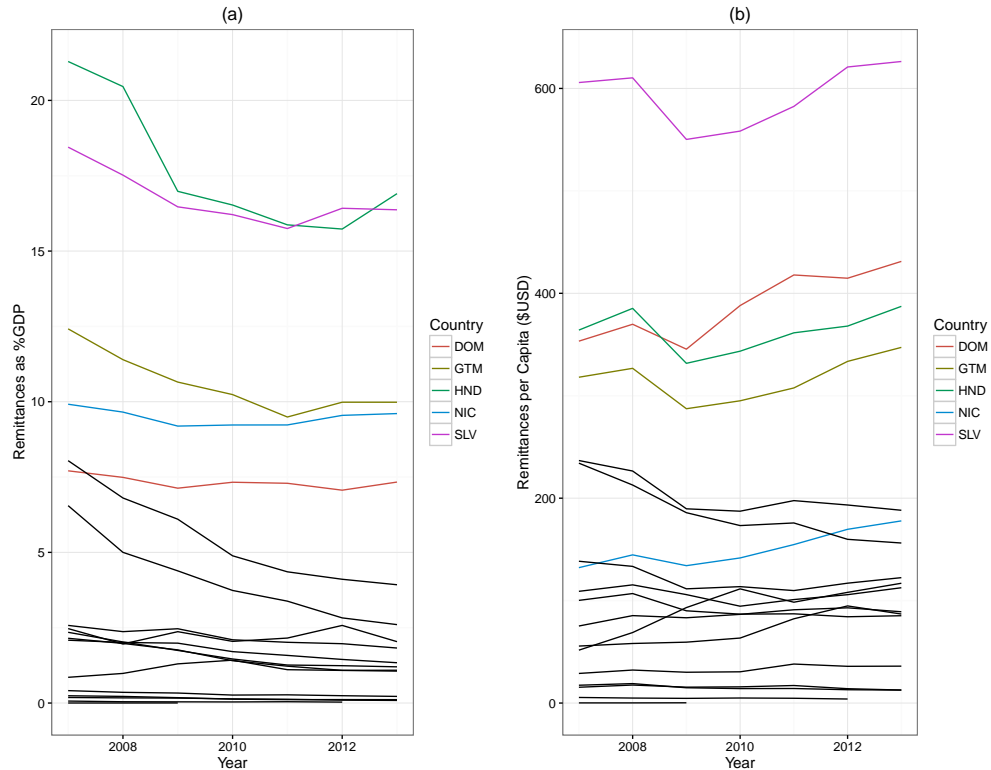 (a)
Remittances as %GDP
20
15
10
5
0
2008
2010
2012
Year
Country
DOM
GTM
HND
NIC
SLV
(b)
Remittances per Capita ($USD)
600
400
200
0
2008
2010
2012
Year
Country
DOM
GTM
HND
NIC
SLV